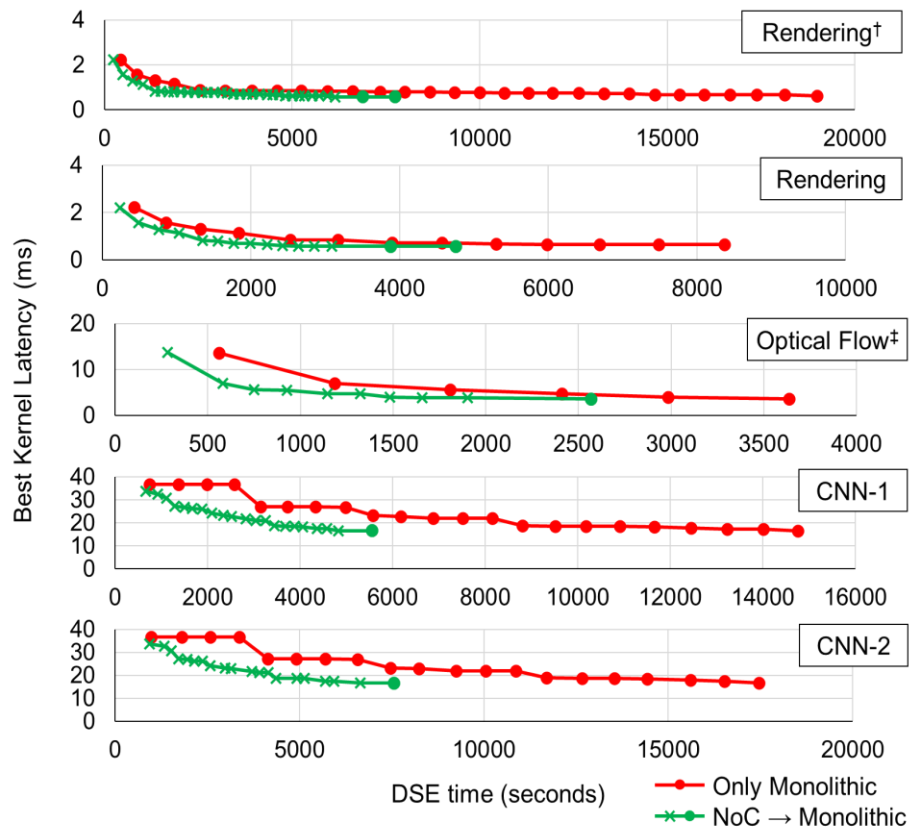 4
2
0
Rendering†
0 5000 10000 15000 20000
4
2
0
Rendering
0 2000 4000 6000 8000 10000
20
10
0
Optical Flow‡
0 500 1000 1500 2000 2500 3000 3500 4000
40
30
20
10
0
CNN-1
0 2000 4000 6000 8000 10000 12000 14000 16000
40
30
20
10
0
CNN-2
0 5000 10000 15000 20000
Best Kernel Latency (ms)
DSE time (seconds)
Only Monolithic
NoC → Monolithic